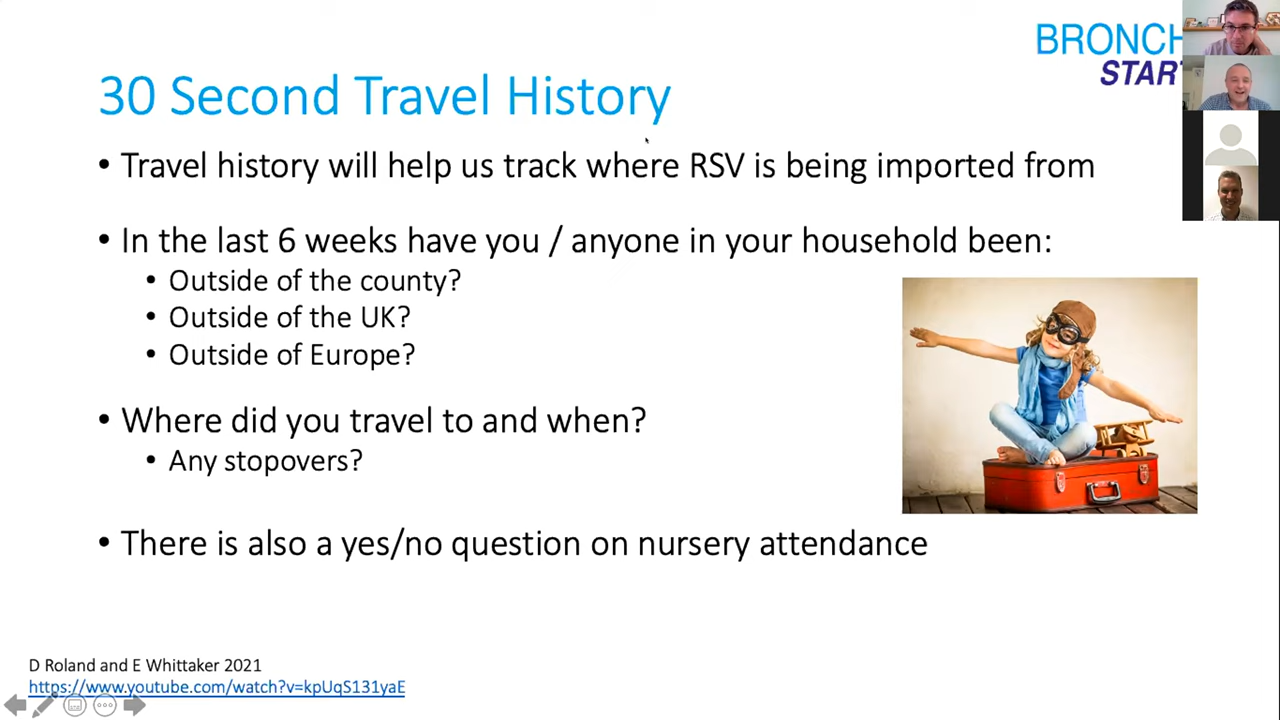 BRONCH
START
30 Second Travel History
• Travel history will help us track where RSV is being imported from
• In the last 6 weeks have you / anyone in your household been:
• Outside of the county?
• Outside of the UK?
• Outside of Europe?
• Where did you travel to and when?
• Any stopovers?
• There is also a yes/no question on nursery attendance
D Roland and E Whittaker 2021
https://www.youtube.com/watch?v=kpUqS131yaE